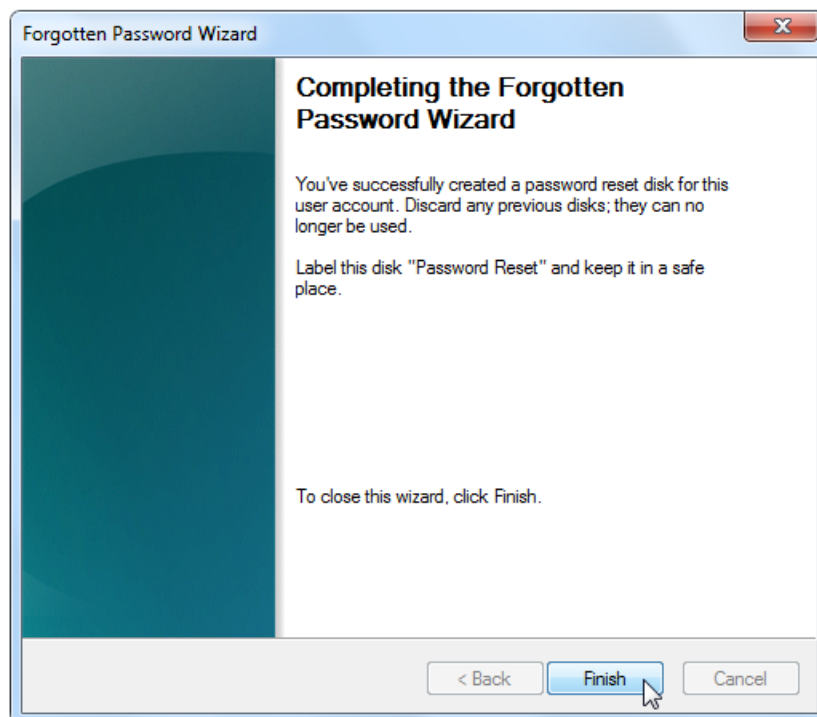 Forgotten Password Wizard
Completing the Forgotten
Password Wizard
You've successfully created a password reset disk for this
user account. Discard any previous disks; they can no
longer be used.
Label this disk "Password Reset" and keep it in a safe
place.
To close this wizard, click Finish.
< Back Finish Cancel